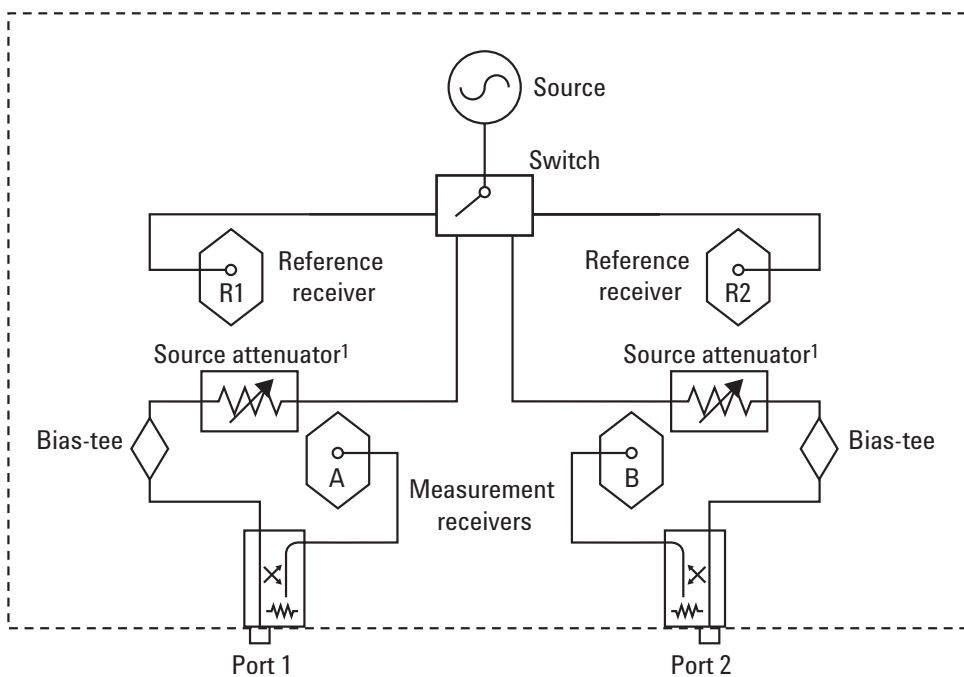 Source
Switch
Reference
receiver
R1
Reference
receiver
R2
Source attenuator¹
Source attenuator¹
Bias-tee
A
Measurement
receivers
B
Bias-tee
Port 1
Port 2